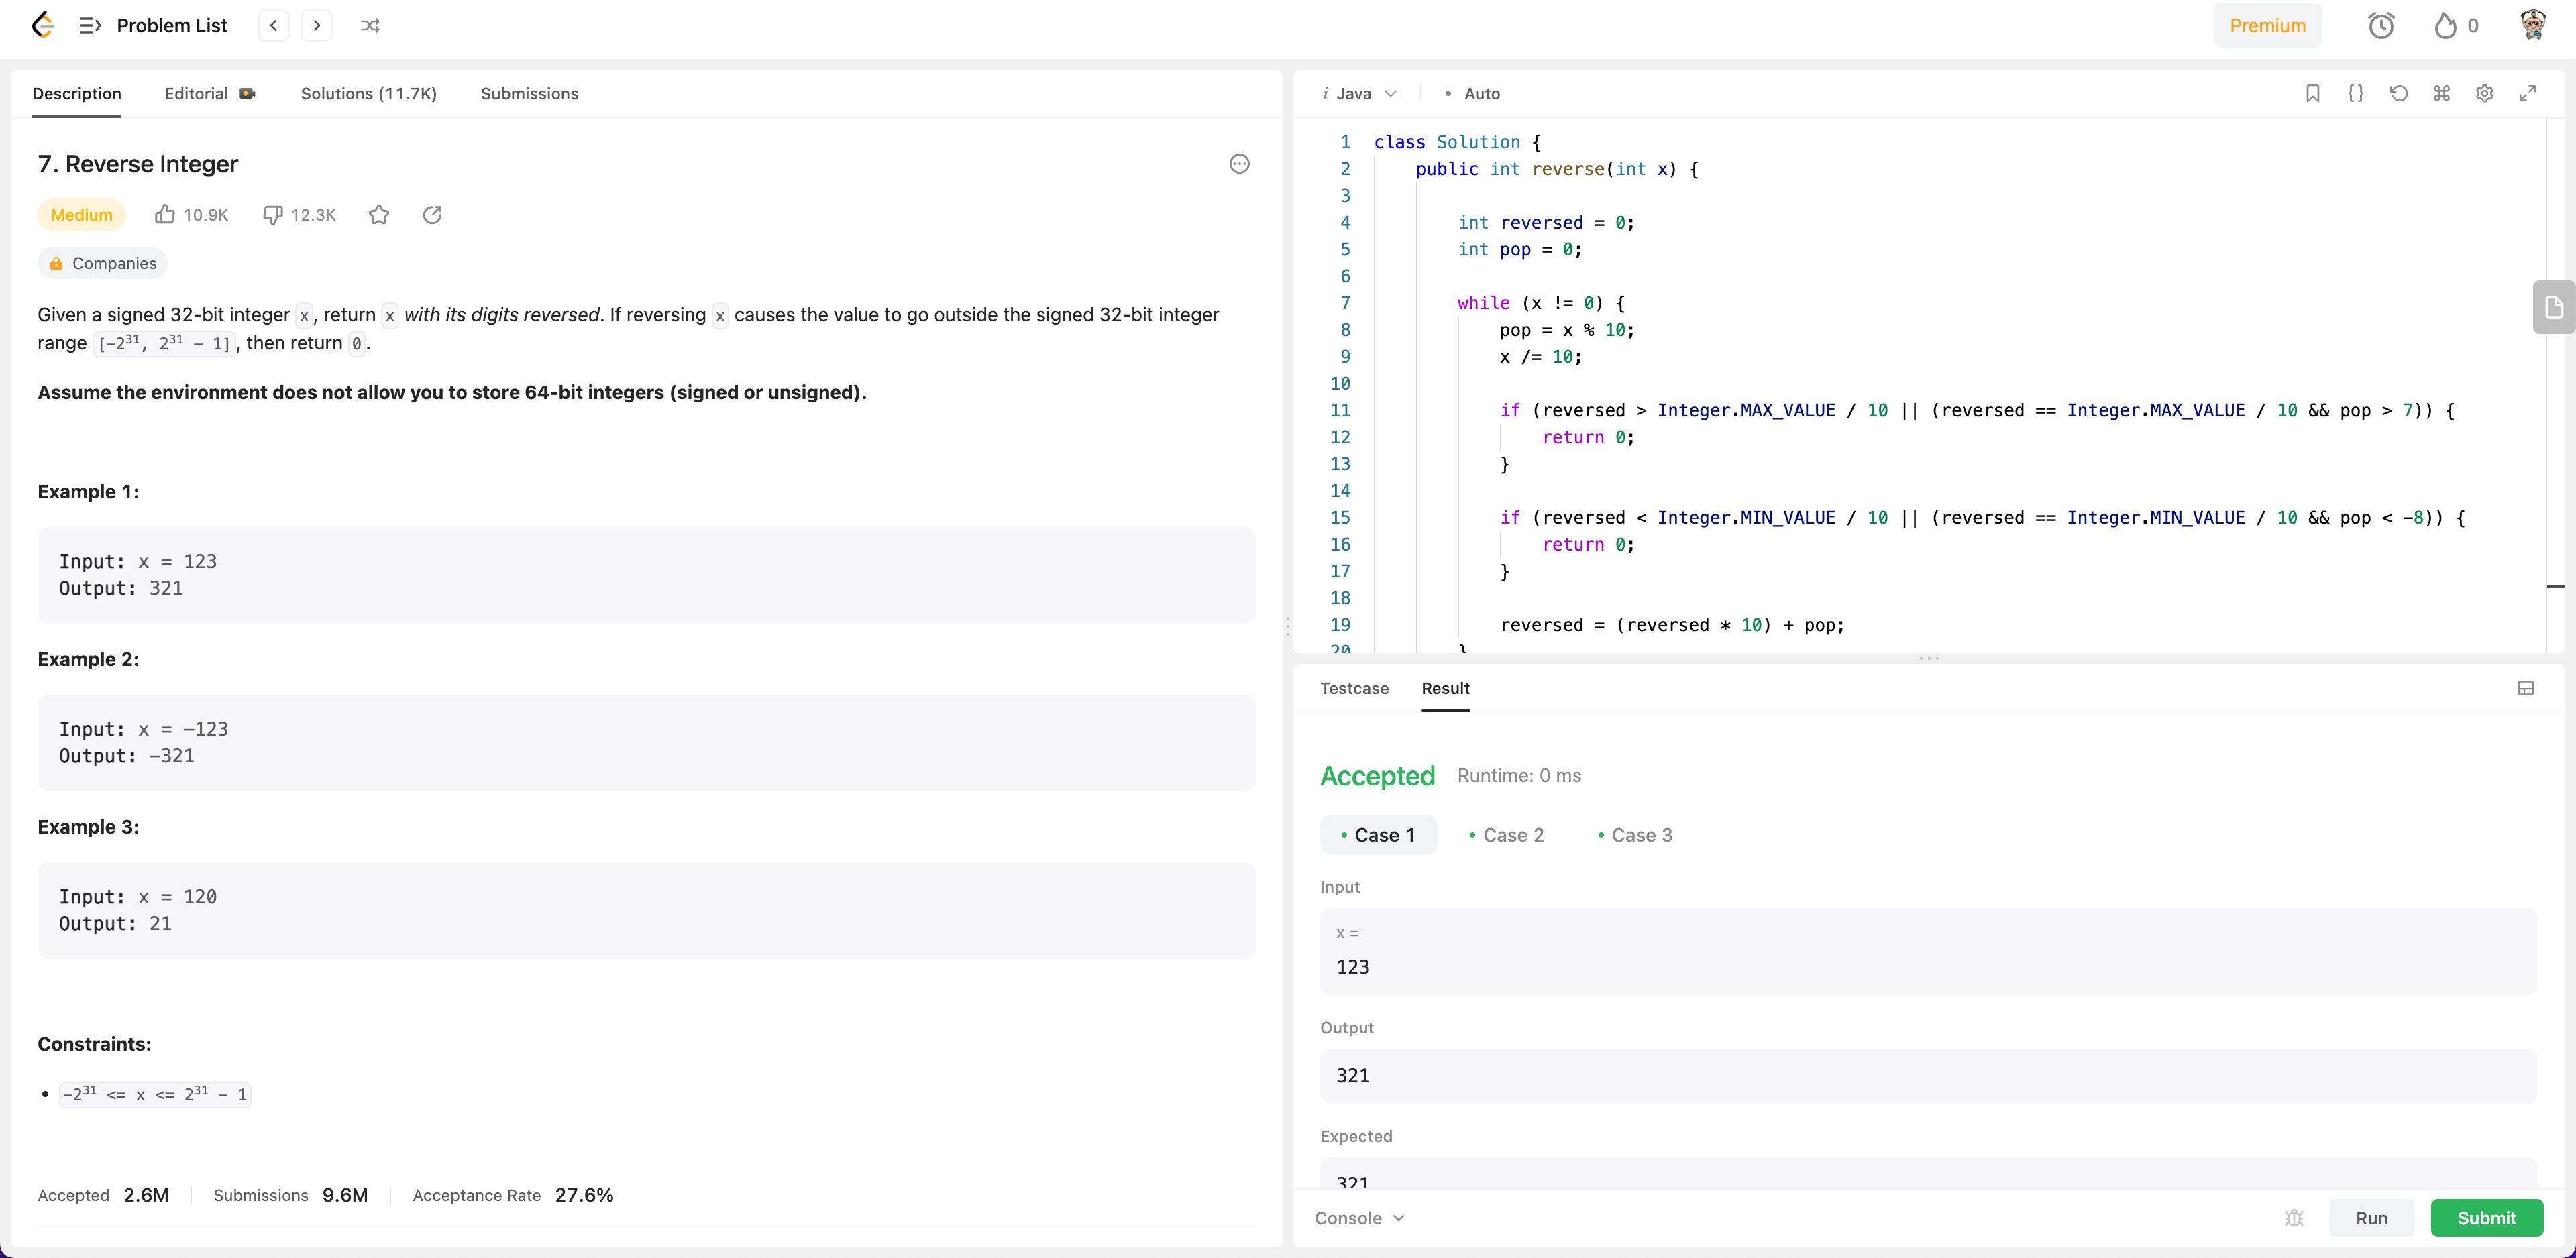 Problem List
Premium
0
Description Editorial Solutions (11.7K) Submissions
7. Reverse Integer
Medium 10.9K 12.3K
Companies
Given a signed 32-bit integer x, return x with its digits reversed. If reversing x causes the value to go outside the signed 32-bit integer
range [-2³¹, 2³¹ - 1], then return 0.
Assume the environment does not allow you to store 64-bit integers (signed or unsigned).
Example 1:
Input: x = 123
Output: 321
Example 2:
Input: x = -123
Output: -321
Example 3:
Input: x = 120
Output: 21
Constraints:
• -2³¹ <= x <= 2³¹ - 1
Accepted 2.6M Submissions 9.6M Acceptance Rate 27.6%
i Java • Auto
1 class Solution {
2 public int reverse(int x) {
3
4 int reversed = 0;
5 int pop = 0;
6
7 while (x != 0) {
8 pop = x % 10;
9 x /= 10;
10
11 if (reversed > Integer.MAX_VALUE / 10 || (reversed == Integer.MAX_VALUE / 10 && pop > 7)) {
12 return 0;
13 }
14
15 if (reversed < Integer.MIN_VALUE / 10 || (reversed == Integer.MIN_VALUE / 10 && pop < -8)) {
16 return 0;
17 }
18
19 reversed = (reversed * 10) + pop;
20 }
Testcase Result
Accepted Runtime: 0 ms
• Case 1 • Case 2 • Case 3
Input
x =
123
Output
321
Expected
321
Console
Run
Submit